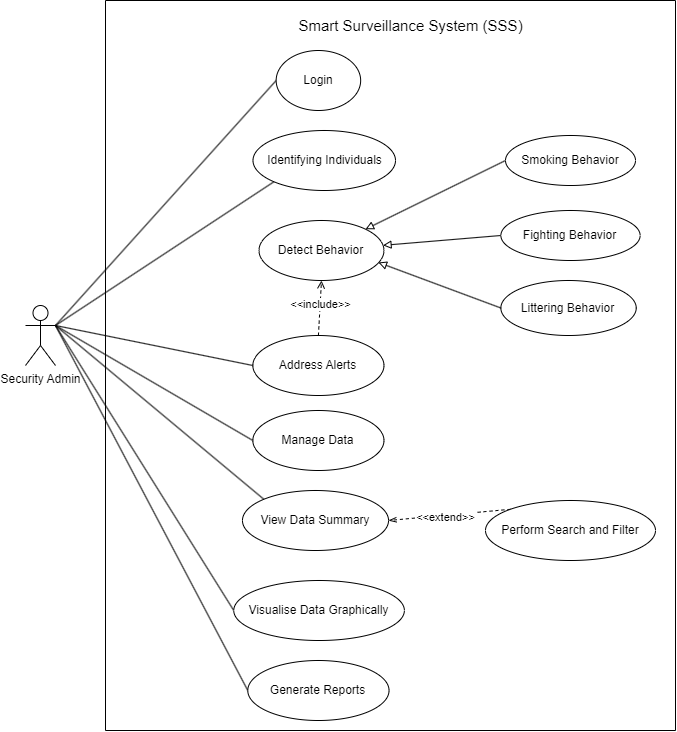 Smart Surveillance System (SSS)
Login
Identifying Individuals
Smoking Behavior
Detect Behavior
Fighting Behavior
<<include>>
Littering Behavior
Security Admin
Address Alerts
Manage Data
View Data Summary
<<extend>>
Perform Search and Filter
Visualise Data Graphically
Generate Reports